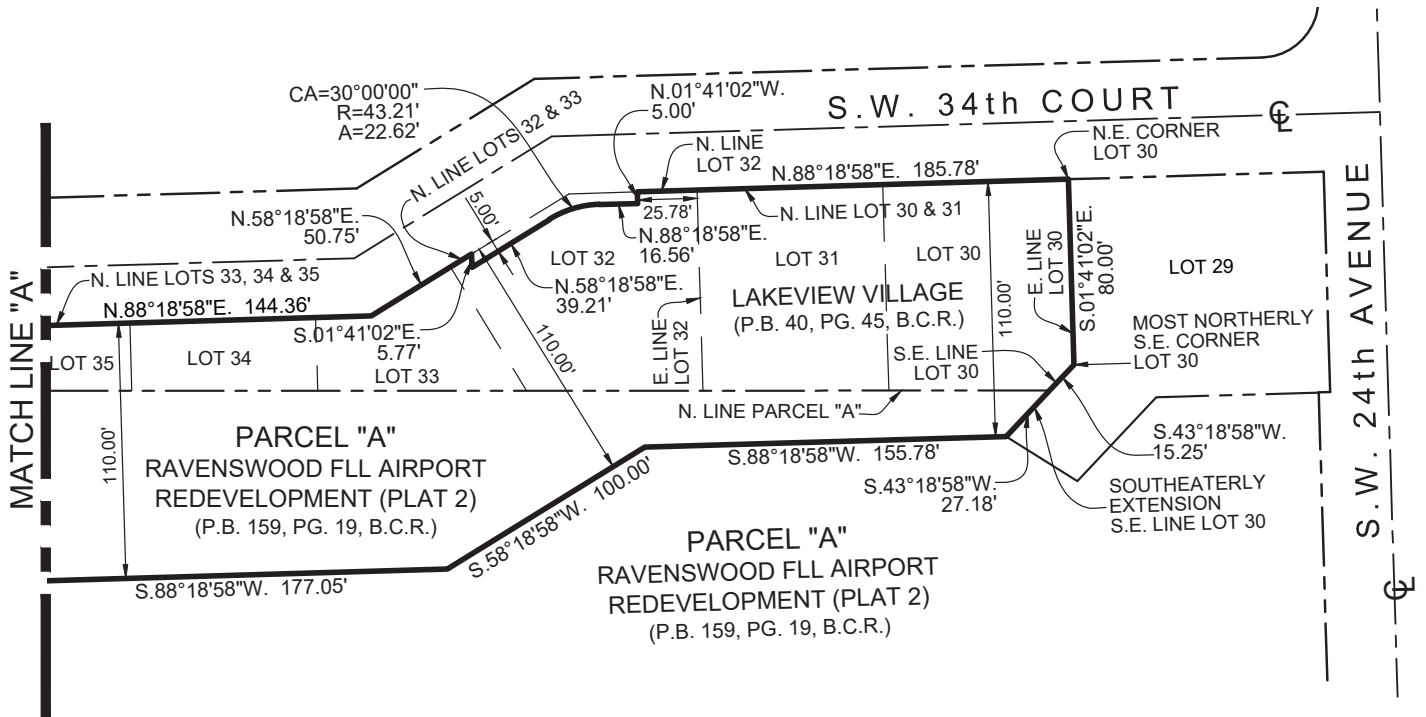 CA=30°00'00"
R=43.21'
A=22.62'
N. LINE LOTS 32 & 33
N.01°41'02"W.
5.00'
S.W. 34th COURT
N. LINE
LOT 32
N.E. CORNER
LOT 30
N.88°18'58"E. 185.78'
N.58°18'58"E.
50.75'
5.00'
25.78'
N. LINE LOT 30 & 31
N.88°18'58"E.
16.56'
LOT 32
LOT 31
LOT 30
E. LINE
LOT 30
S.01°41'02"E.
80.00'
LOT 29
S.W. 24th AVENUE
N. LINE LOTS 33, 34 & 35
N.88°18'58"E. 144.36'
N.58°18'58"E.
39.21'
LAKEVIEW VILLAGE
(P.B. 40, PG. 45, B.C.R.)
110.00'
S.01°41'02"E.
5.77'
110.00'
E. LINE
LOT 32
MOST NORTHERLY
S.E. CORNER
LOT 30
S.E. LINE
LOT 30
MATCH LINE "A"
LOT 35
LOT 34
LOT 33
N. LINE PARCEL "A"
110.00'
PARCEL "A"
RAVENSWOOD FLL AIRPORT
REDEVELOPMENT (PLAT 2)
(P.B. 159, PG. 19, B.C.R.)
S.88°18'58"W. 155.78'
S.43°18'58"W.
15.25'
S.43°18'58"W.
27.18'
SOUTHEATERLY
EXTENSION
S.E. LINE LOT 30
S.58°18'58"W. 100.00'
S.88°18'58"W. 177.05'
PARCEL "A"
RAVENSWOOD FLL AIRPORT
REDEVELOPMENT (PLAT 2)
(P.B. 159, PG. 19, B.C.R.)